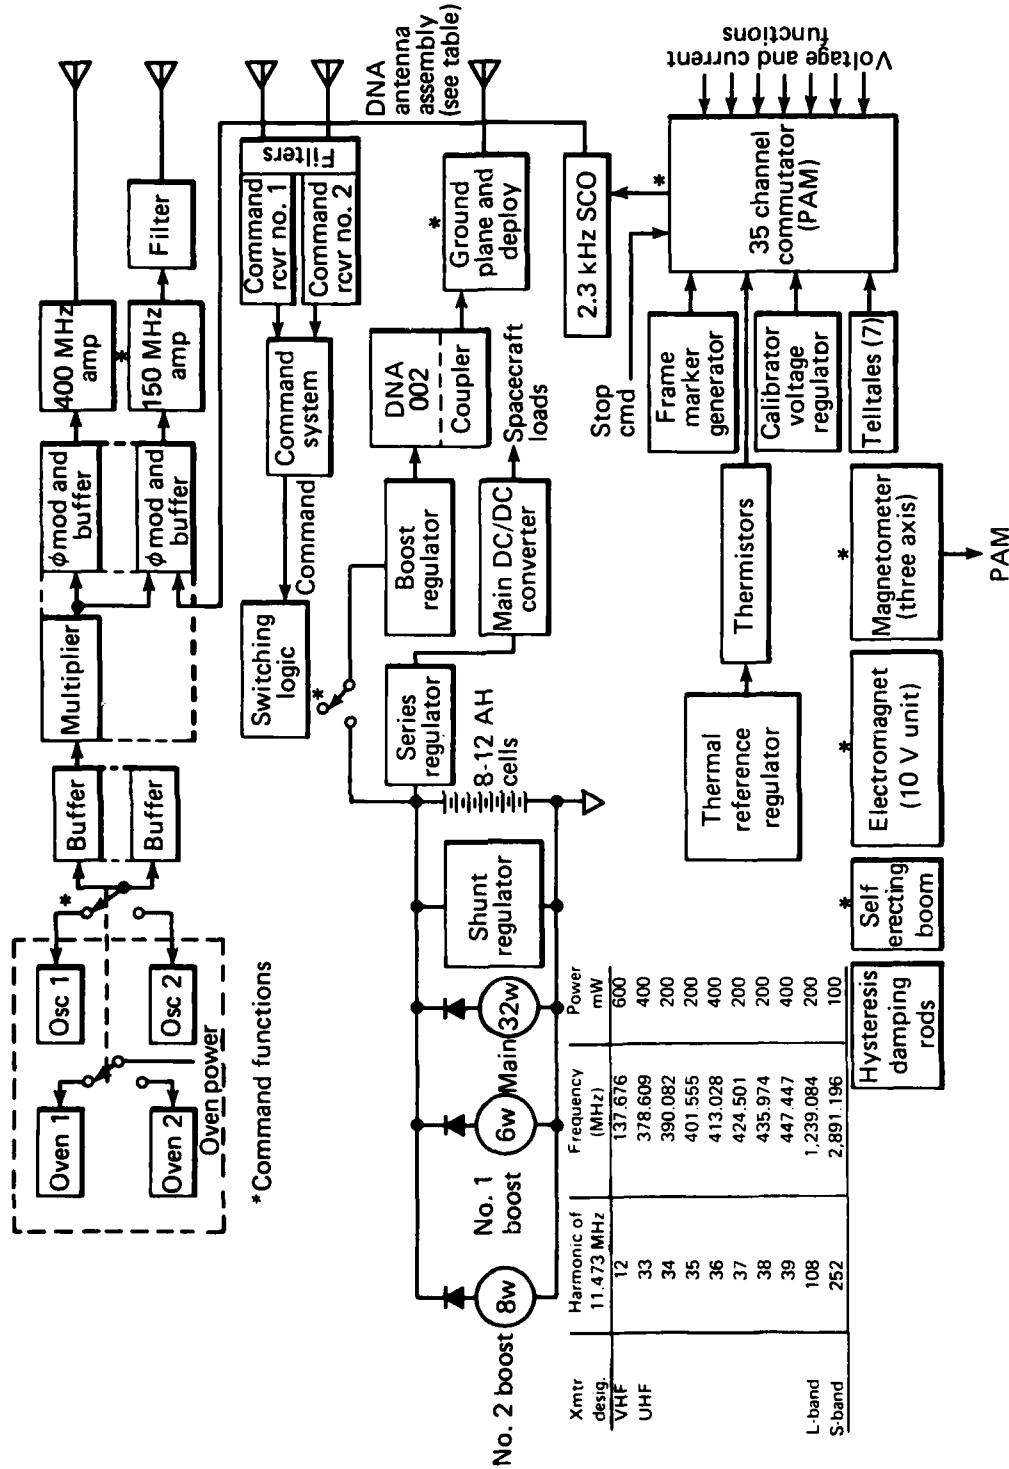 Oven 1
Oven 2
Oven power
Osc 1
Osc 2
*
Buffer
Buffer
Multiplier
ϕ mod and
buffer
ϕ mod and
buffer
400 MHz
amp
*
150 MHz
amp
Filter
*Command functions
Switching
logic
Command
Command
system
Command
rcvr no. 1
Command
rcvr no. 2
Filters
DNA
antenna
assembly
(see table)
No. 2 boost
8w
No. 1
boost
6w
Main
32w
Shunt
regulator
8-12 AH
cells
Series
regulator
*
Boost
regulator
Main DC/DC
converter
Spacecraft
loads
DNA
002
Coupler
*
Ground
plane and
deploy
2.3 kHz SCO
Stop
cmd
*
Thermal
reference
regulator
Thermistors
Frame
marker
generator
Calibrator
voltage
regulator
Telltales (7)
35 channel
commutator
(PAM)
Voltage and current
functions
Xmtr desig. Harmonic of 11.473 MHz Frequency (MHz) Power mW
VHF 12 137.676 600
UHF 33 378.609 400
34 390.082 200
35 401.555 200
36 413.028 400
37 424.501 200
38 435.974 200
39 447.447 400
L-band 108 1,239.084 200
S-band 252 2,891.196 100
Hysteresis
damping
rods
*
Self
erecting
boom
*
Electromagnet
(10 V unit)
*
Magnetometer
(three axis)
PAM